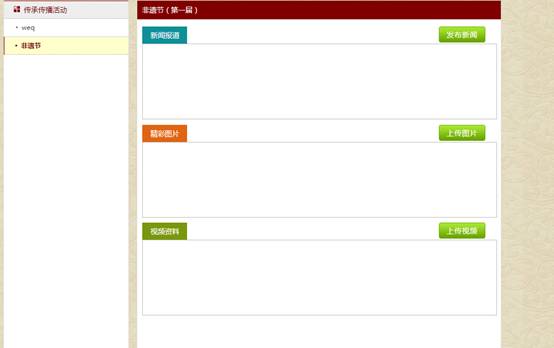 传承传播活动
weq
非遗节
非遗节（第一届）
新闻报道
发布新闻
精彩图片
上传图片
视频资料
上传视频